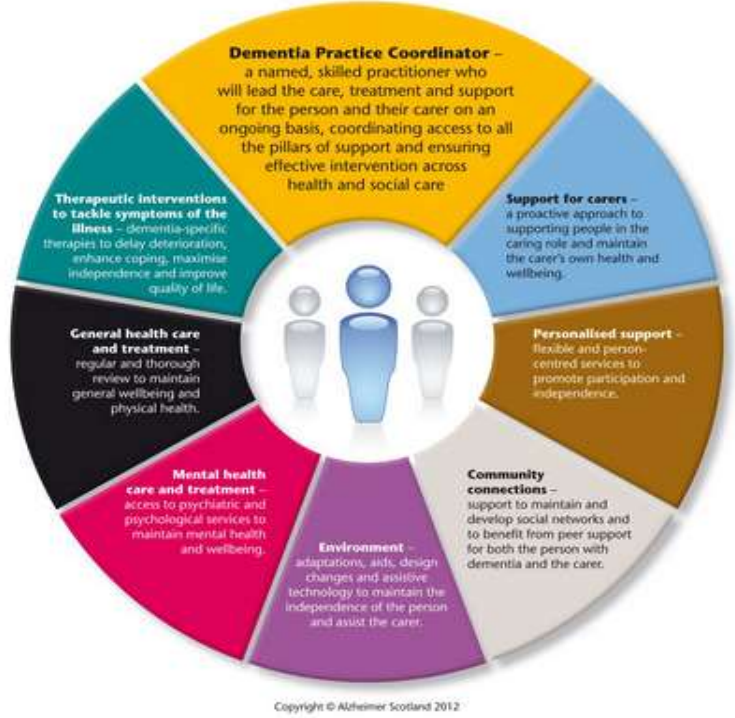 Dementia Practice Coordinator –
a named, skilled practitioner who
will lead the care, treatment and support
for the person and their carer on an
ongoing basis, coordinating access to all
the pillars of support and ensuring
effective intervention across
health and social care
Support for carers –
a proactive approach to
supporting people in the
caring role and maintain
the carer's own health and
wellbeing.
Personalised support –
flexible and person-
centred services to
promote participation and
independence.
Community
connections –
support to maintain and
develop social networks and
to benefit from peer support
for both the person with
dementia and the carer.
Environment –
adaptations, aids, design
changes and assistive
technology to maintain the
independence of the person
and assist the carer.
Mental health
care and treatment –
access to psychiatric and
psychological services to
maintain mental health
and wellbeing.
General health care
and treatment –
regular and thorough
review to maintain
general wellbeing and
physical health.
Therapeutic interventions
to tackle symptoms of the
illness – dementia-specific
therapies to delay deterioration,
enhance coping, maximise
independence and improve
quality of life.
Copyright © Alzheimer Scotland 2012